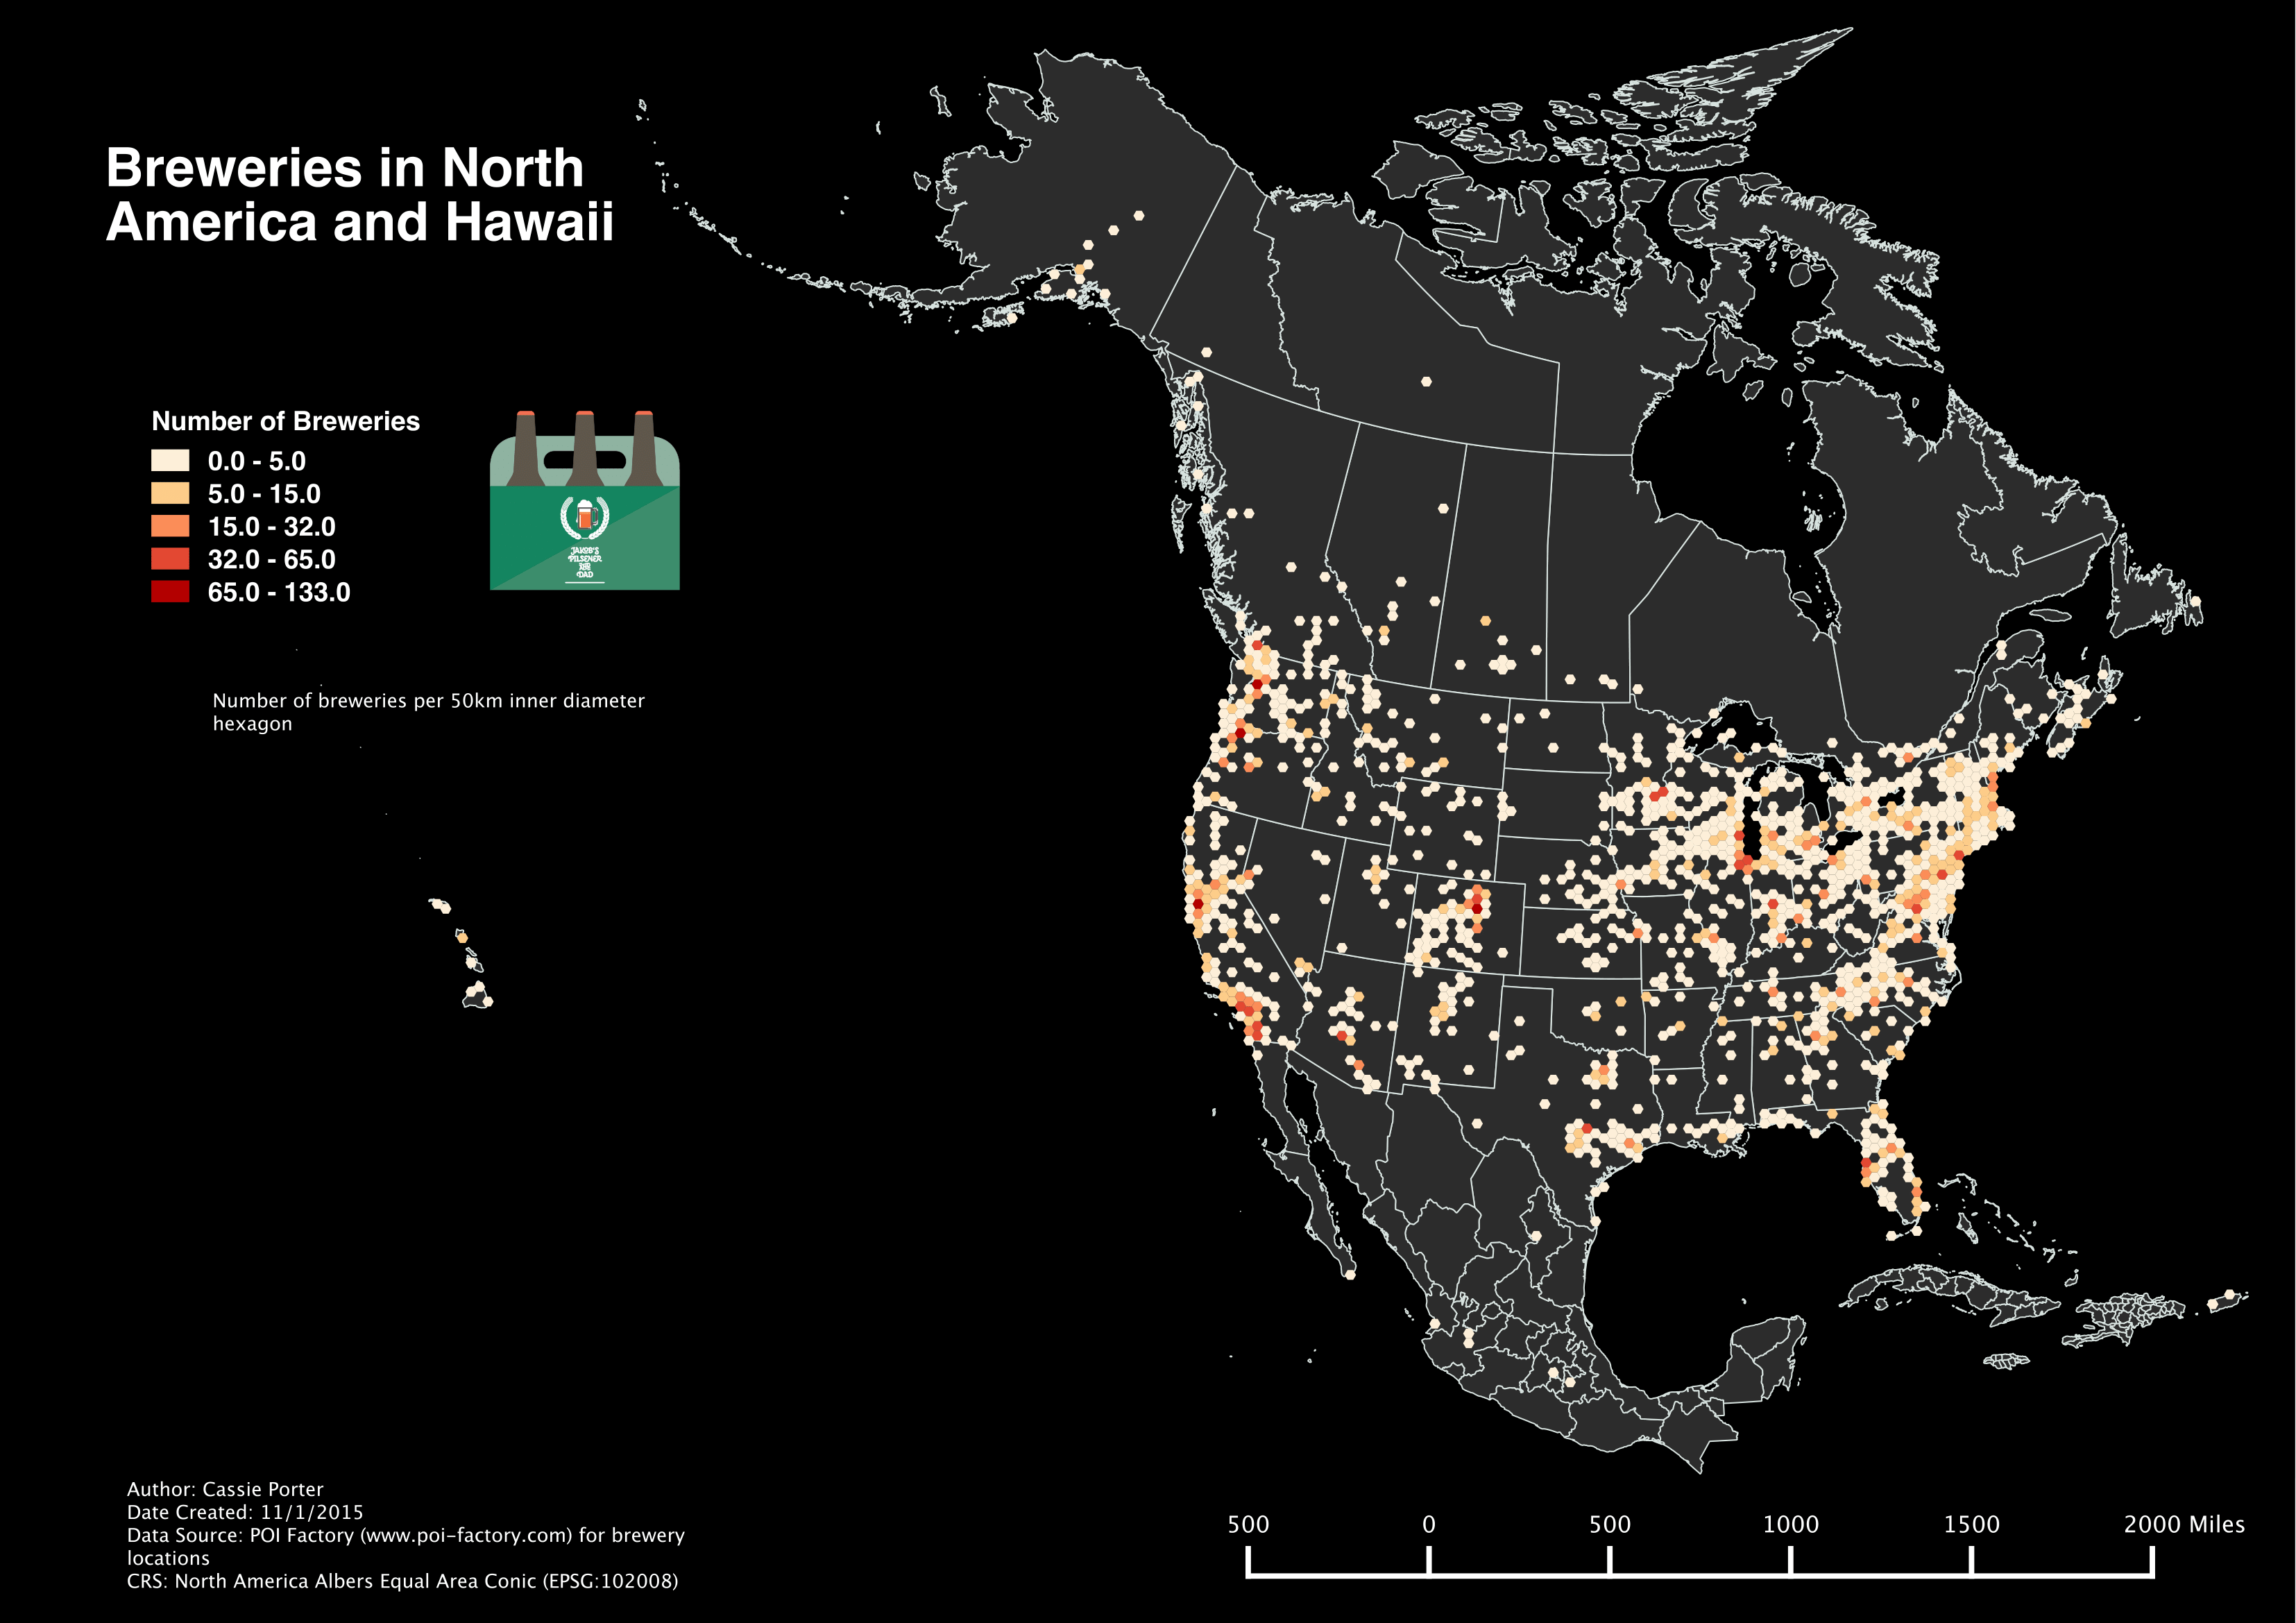 Breweries in North
America and Hawaii
Number of Breweries
0.0 - 5.0
5.0 - 15.0
15.0 - 32.0
32.0 - 65.0
65.0 - 133.0
JAKOB'S
PILSENER
DAD
Number of breweries per 50km inner diameter
hexagon
Author: Cassie Porter
Date Created: 11/1/2015
Data Source: POI Factory (www.poi-factory.com) for brewery
locations
CRS: North America Albers Equal Area Conic (EPSG:102008)
500 0 500 1000 1500 2000 Miles